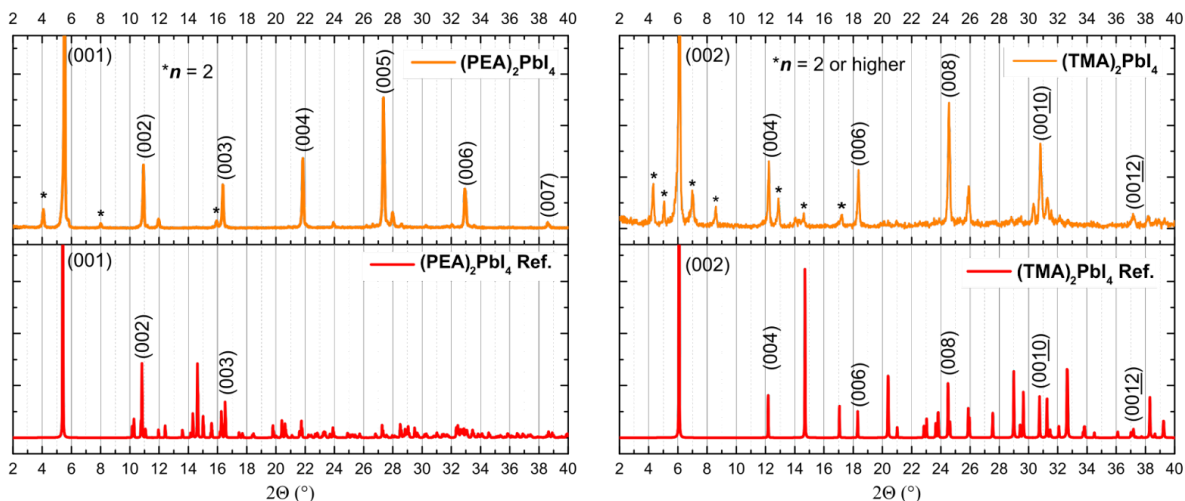 2 4 6 8 10 12 14 16 18 20 22 24 26 28 30 32 34 36 38 40
(001)
*n = 2
(PEA)₂PbI₄
(002)
(003)
(004)
(005)
(006)
(007)
*
*
*
(001)
(PEA)₂PbI₄ Ref.
(002)
(003)
2 4 6 8 10 12 14 16 18 20 22 24 26 28 30 32 34 36 38 40
2Θ (°)
2 4 6 8 10 12 14 16 18 20 22 24 26 28 30 32 34 36 38 40
(002)
*n = 2 or higher
(TMA)₂PbI₄
(004)
(006)
(008)
(0010)
(0012)
*
*
*
*
*
*
*
(002)
(TMA)₂PbI₄ Ref.
(004)
(006)
(008)
(0010)
(0012)
2 4 6 8 10 12 14 16 18 20 22 24 26 28 30 32 34 36 38 40
2Θ (°)